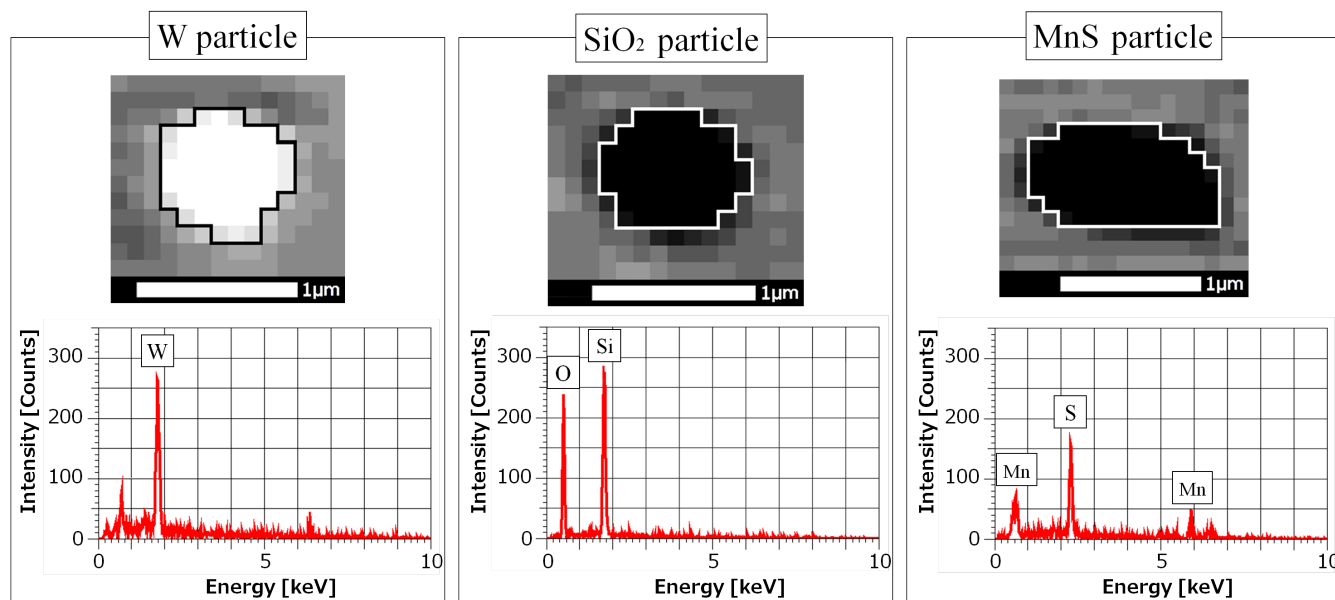 W particle
1µm
Intensity [Counts]
300
200
100
0
W
0
5
10
Energy [keV]
SiO₂ particle
1µm
Intensity [Counts]
300
200
100
0
O
Si
0
5
10
Energy [keV]
MnS particle
1µm
Intensity [Counts]
300
200
100
0
Mn
S
Mn
0
5
10
Energy [keV]